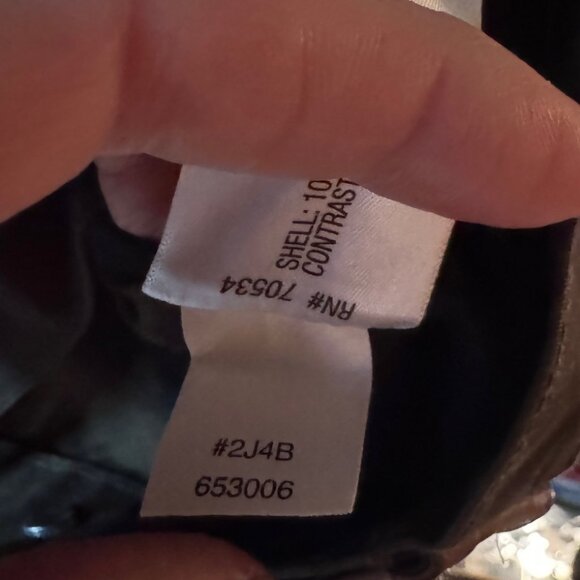 SHELL: 10
CONTRAST
RN# 70534
#2J4B
653006